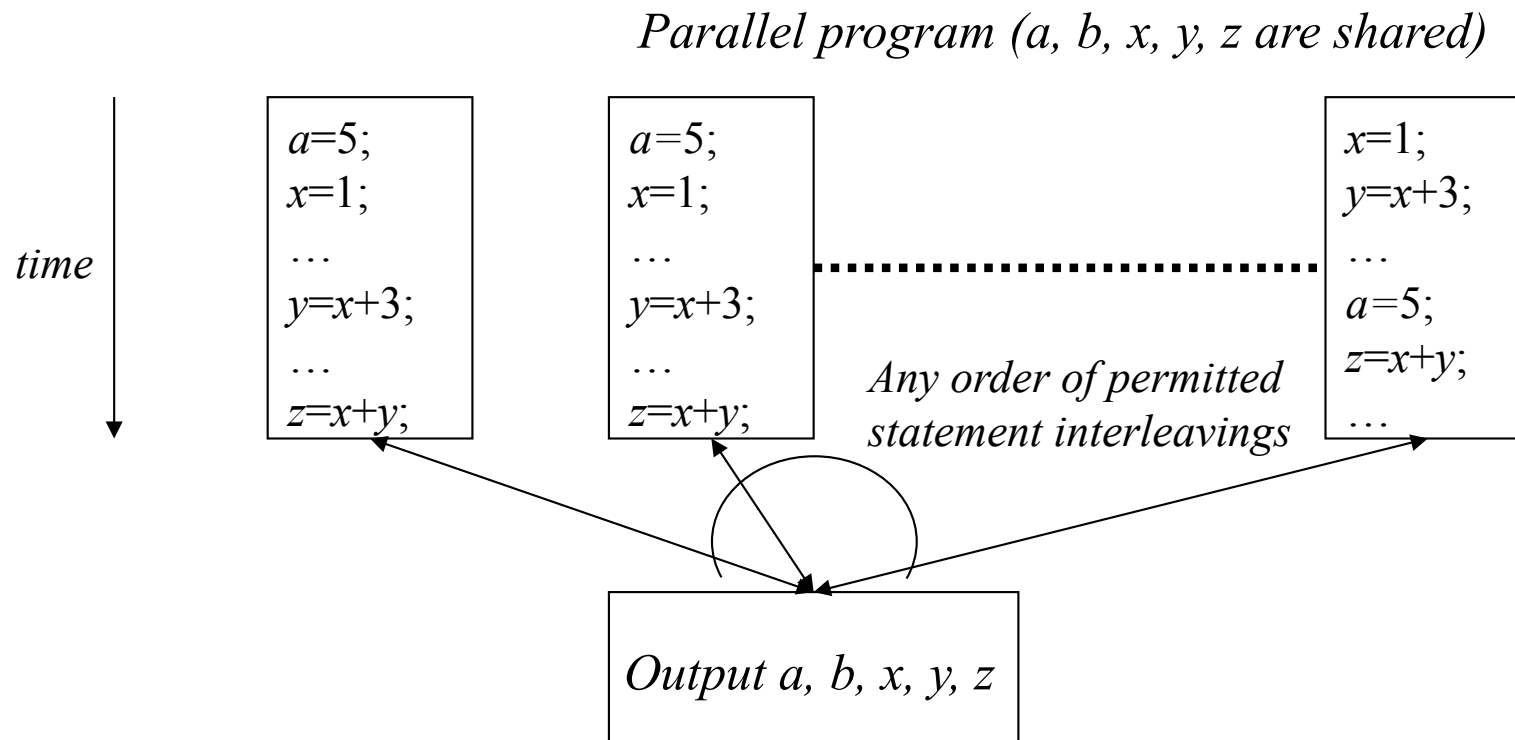 Parallel program (a, b, x, y, z are shared)
time
a=5;
x=1;
…
y=x+3;
…
z=x+y;
a=5;
x=1;
…
y=x+3;
…
z=x+y;
x=1;
y=x+3;
…
a=5;
z=x+y;
…
Any order of permitted
statement interleavings
Output a, b, x, y, z